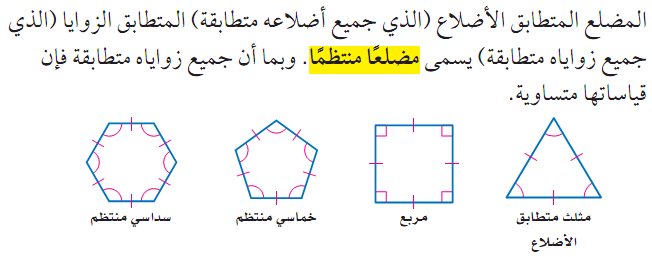 المضلع المتطابق الأضلاع (الذي جميع أضلاعه متطابقة) المتطابق الزوايا (الذي
جميع زواياه متطابقة) يسمى مضلعًا منتظمًا. وبما أن جميع زواياه متطابقة فإن
قياساتها متساوية.
مثلث متطابق
الأضلاع
مربع
خماسي منتظم
سداسي منتظم